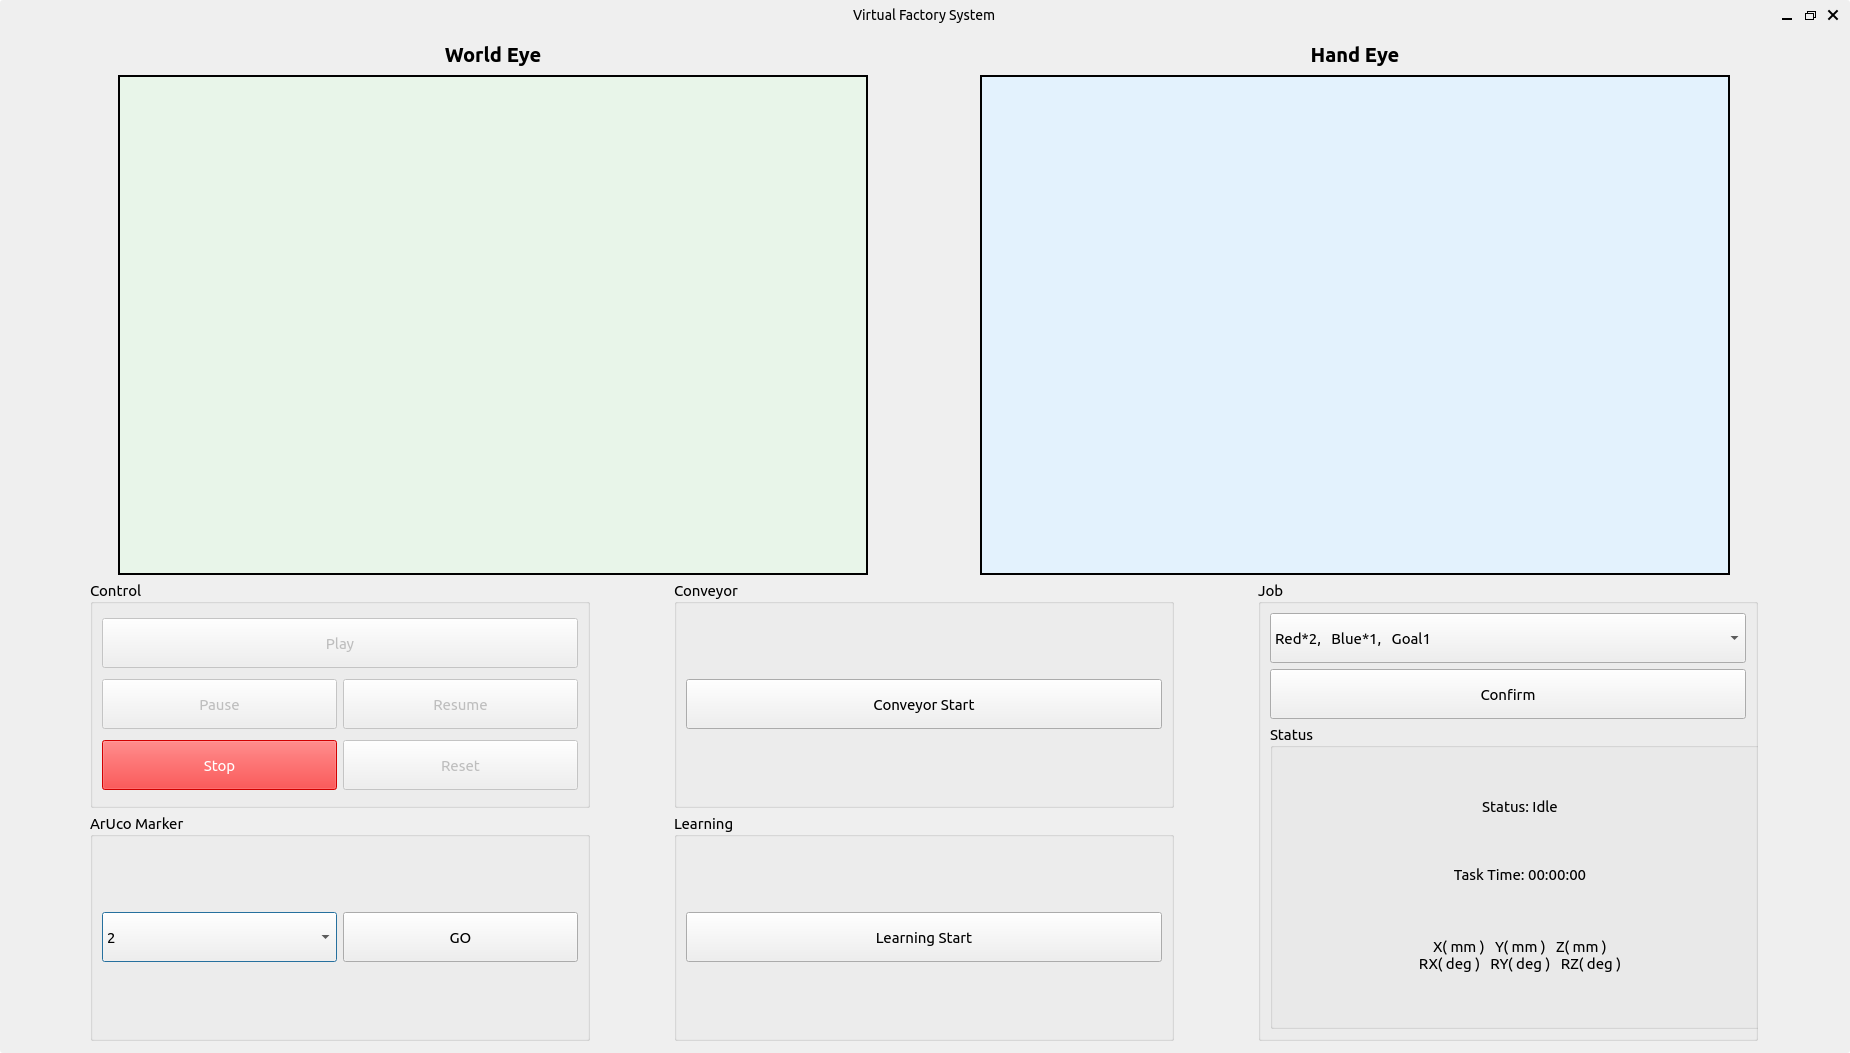 Virtual Factory System
World Eye
Hand Eye
Control
Play
Pause
Resume
Stop
Reset
ArUco Marker
2
GO
Conveyor
Conveyor Start
Learning
Learning Start
Job
Red*2, Blue*1, Goal1
Confirm
Status
Status: Idle
Task Time: 00:00:00
X( mm ) Y( mm ) Z( mm )
RX( deg ) RY( deg ) RZ( deg )